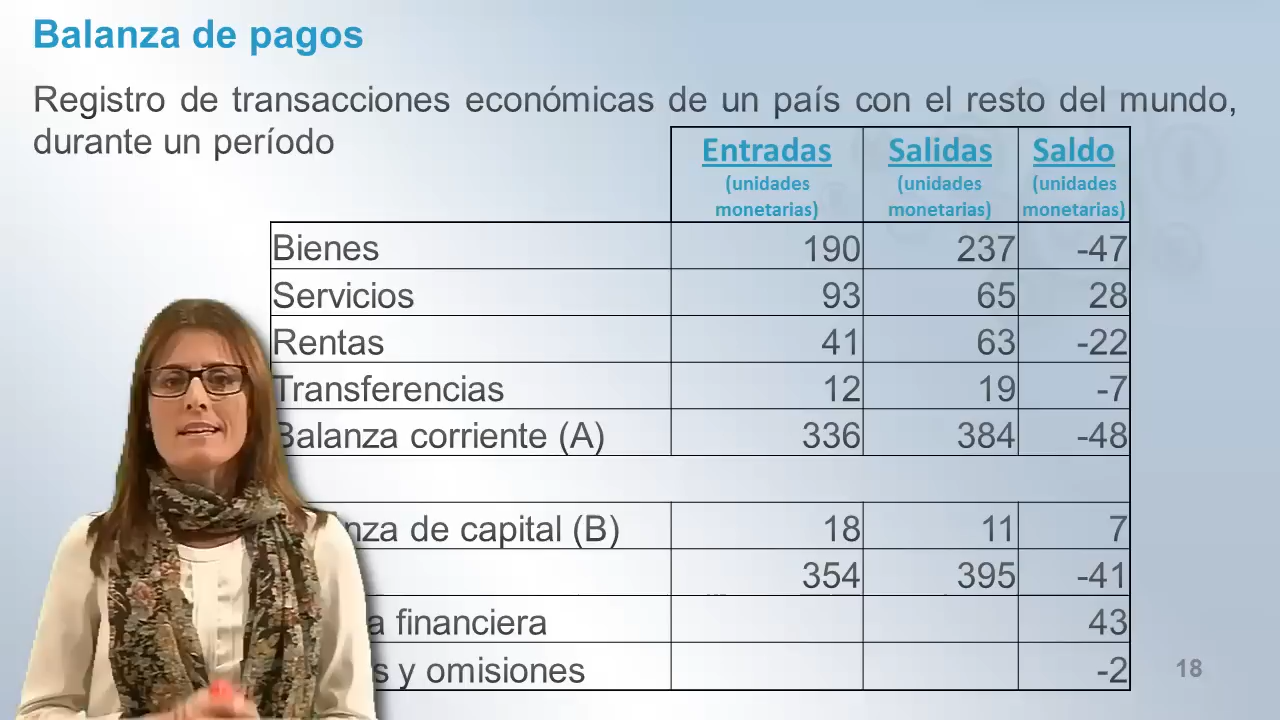 Balanza de pagos
Registro de transacciones económicas de un país con el resto del mundo,
durante un período
Entradas Salidas Saldo
(unidades (unidades (unidades
monetarias) monetarias) monetarias)
Bienes 190 237 -47
Servicios 93 65 28
Rentas 41 63 -22
Transferencias 12 19 -7
Balanza corriente (A) 336 384 -48
de capital (B) 18 11 7
354 395 -41
financiera 43
y omisiones -2
18